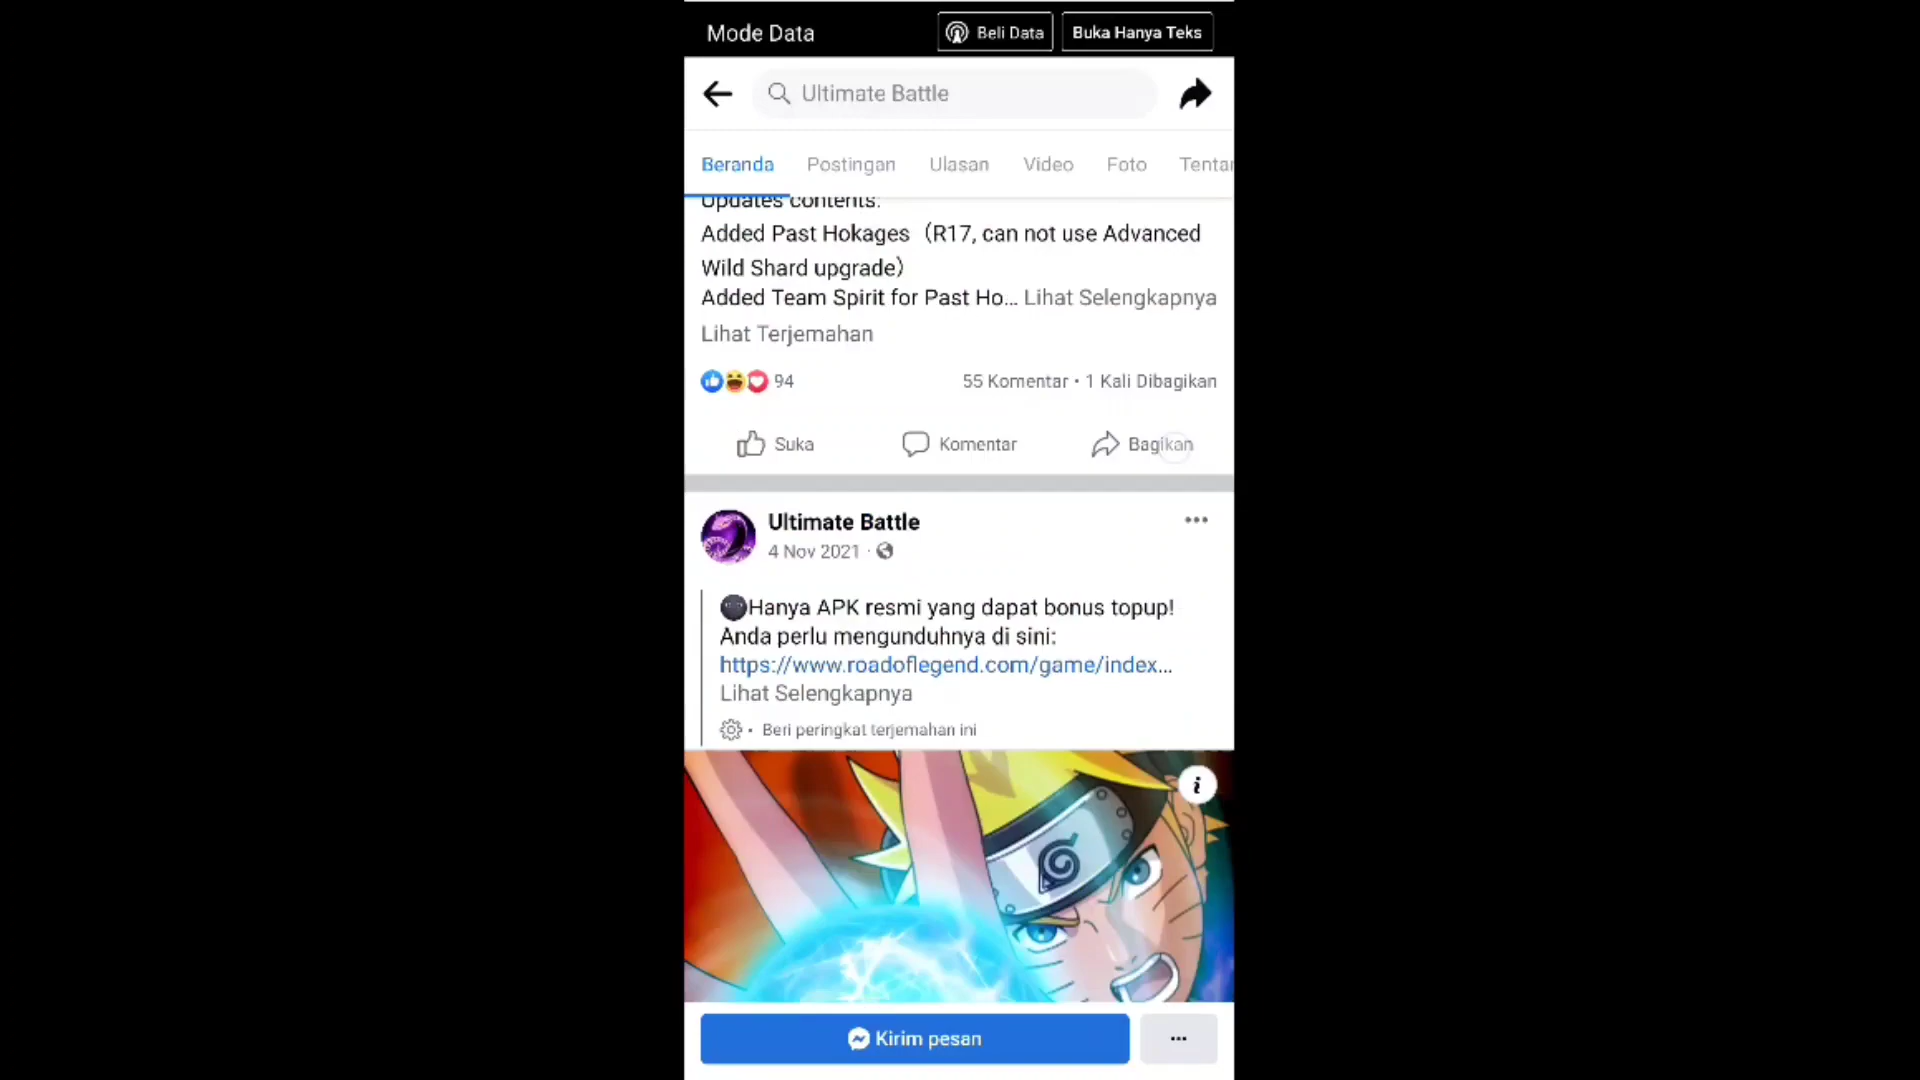 Mode Data
Beli Data
Buka Hanya Teks
Ultimate Battle
Beranda
Postingan
Ulasan
Video
Foto
Tentan
Updates contents:
Added Past Hokages（R17, can not use Advanced
Wild Shard upgrade）
Added Team Spirit for Past Ho... Lihat Selengkapnya
Lihat Terjemahan
94
55 Komentar • 1 Kali Dibagikan
Suka
Komentar
Bagikan
Ultimate Battle
4 Nov 2021 ·
Hanya APK resmi yang dapat bonus topup!
Anda perlu mengunduhnya di sini:
https://www.roadoflegend.com/game/index...
Lihat Selengkapnya
• Beri peringkat terjemahan ini
Kirim pesan